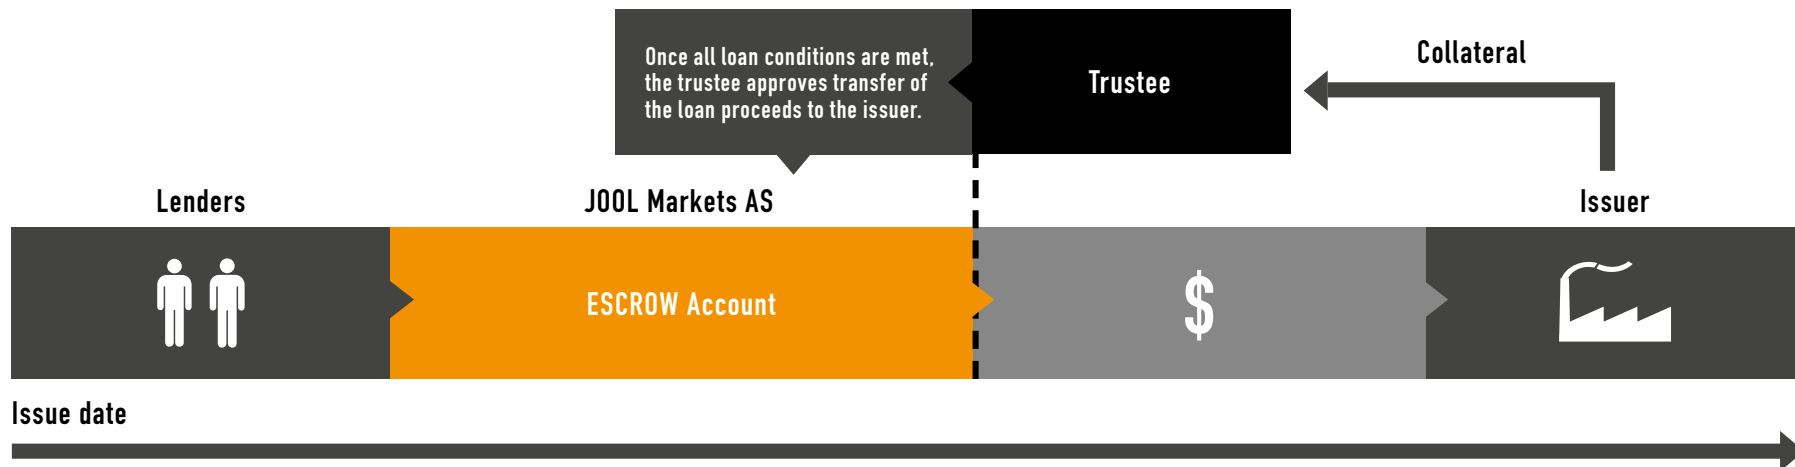 Once all loan conditions are met,
the trustee approves transfer of
the loan proceeds to the issuer.
Trustee
Collateral
Lenders
JOOL Markets AS
Issuer
ESCROW Account
$
Issue date